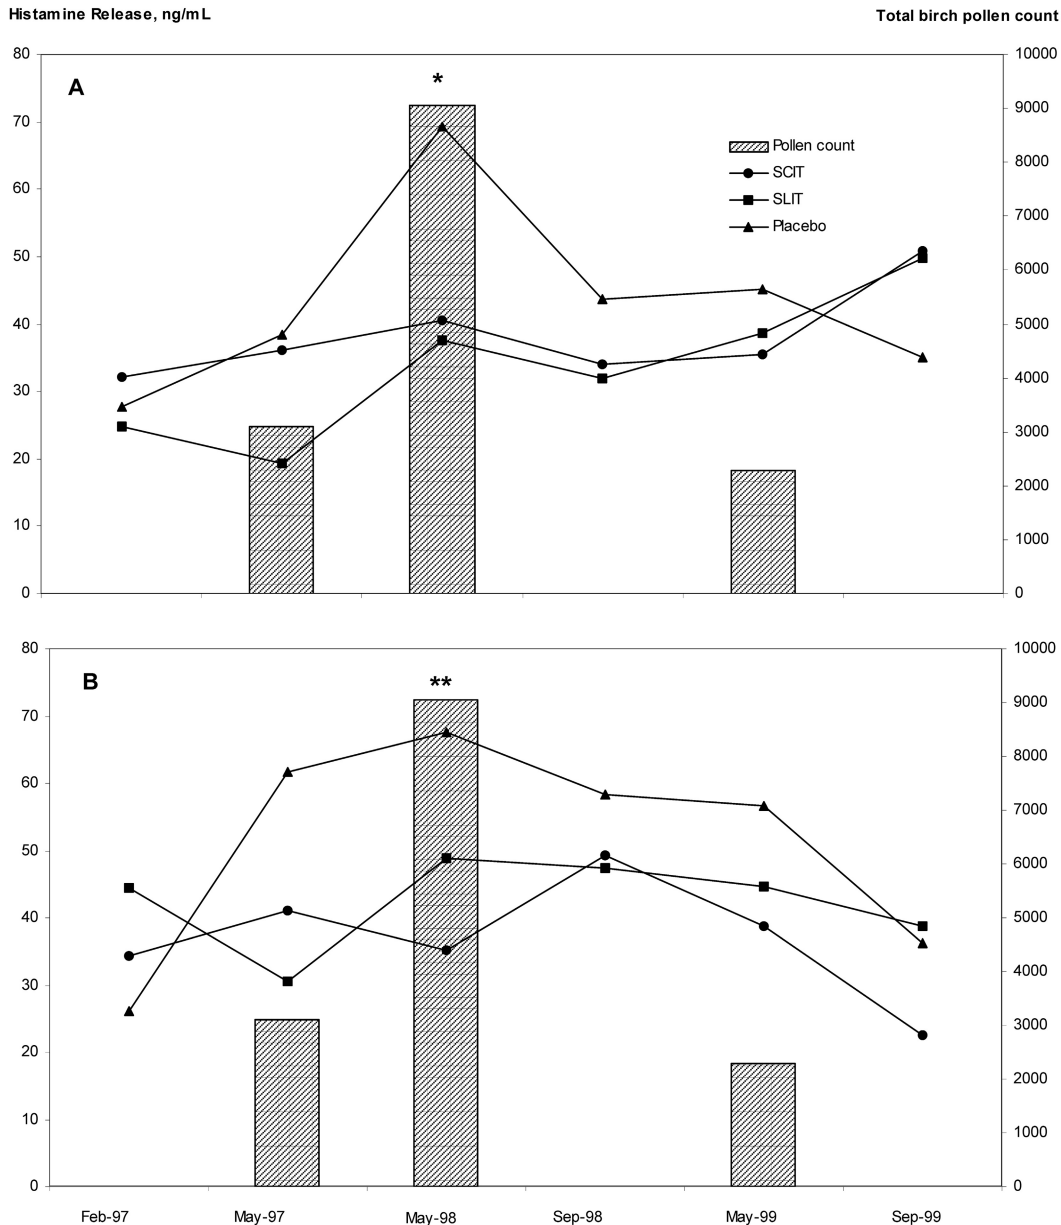 Histamine Release, ng/mL Total birch pollen count
80 10000
A *
70 9000
60 8000
50 7000
40 6000
30 5000
20 4000
10 3000
0 2000
1000
0
Pollen count
SCIT
SLIT
Placebo
80 10000
B **
70 9000
60 8000
50 7000
40 6000
30 5000
20 4000
10 3000
0 2000
1000
0
Feb-97 May-97 May-98 Sep-98 May-99 Sep-99